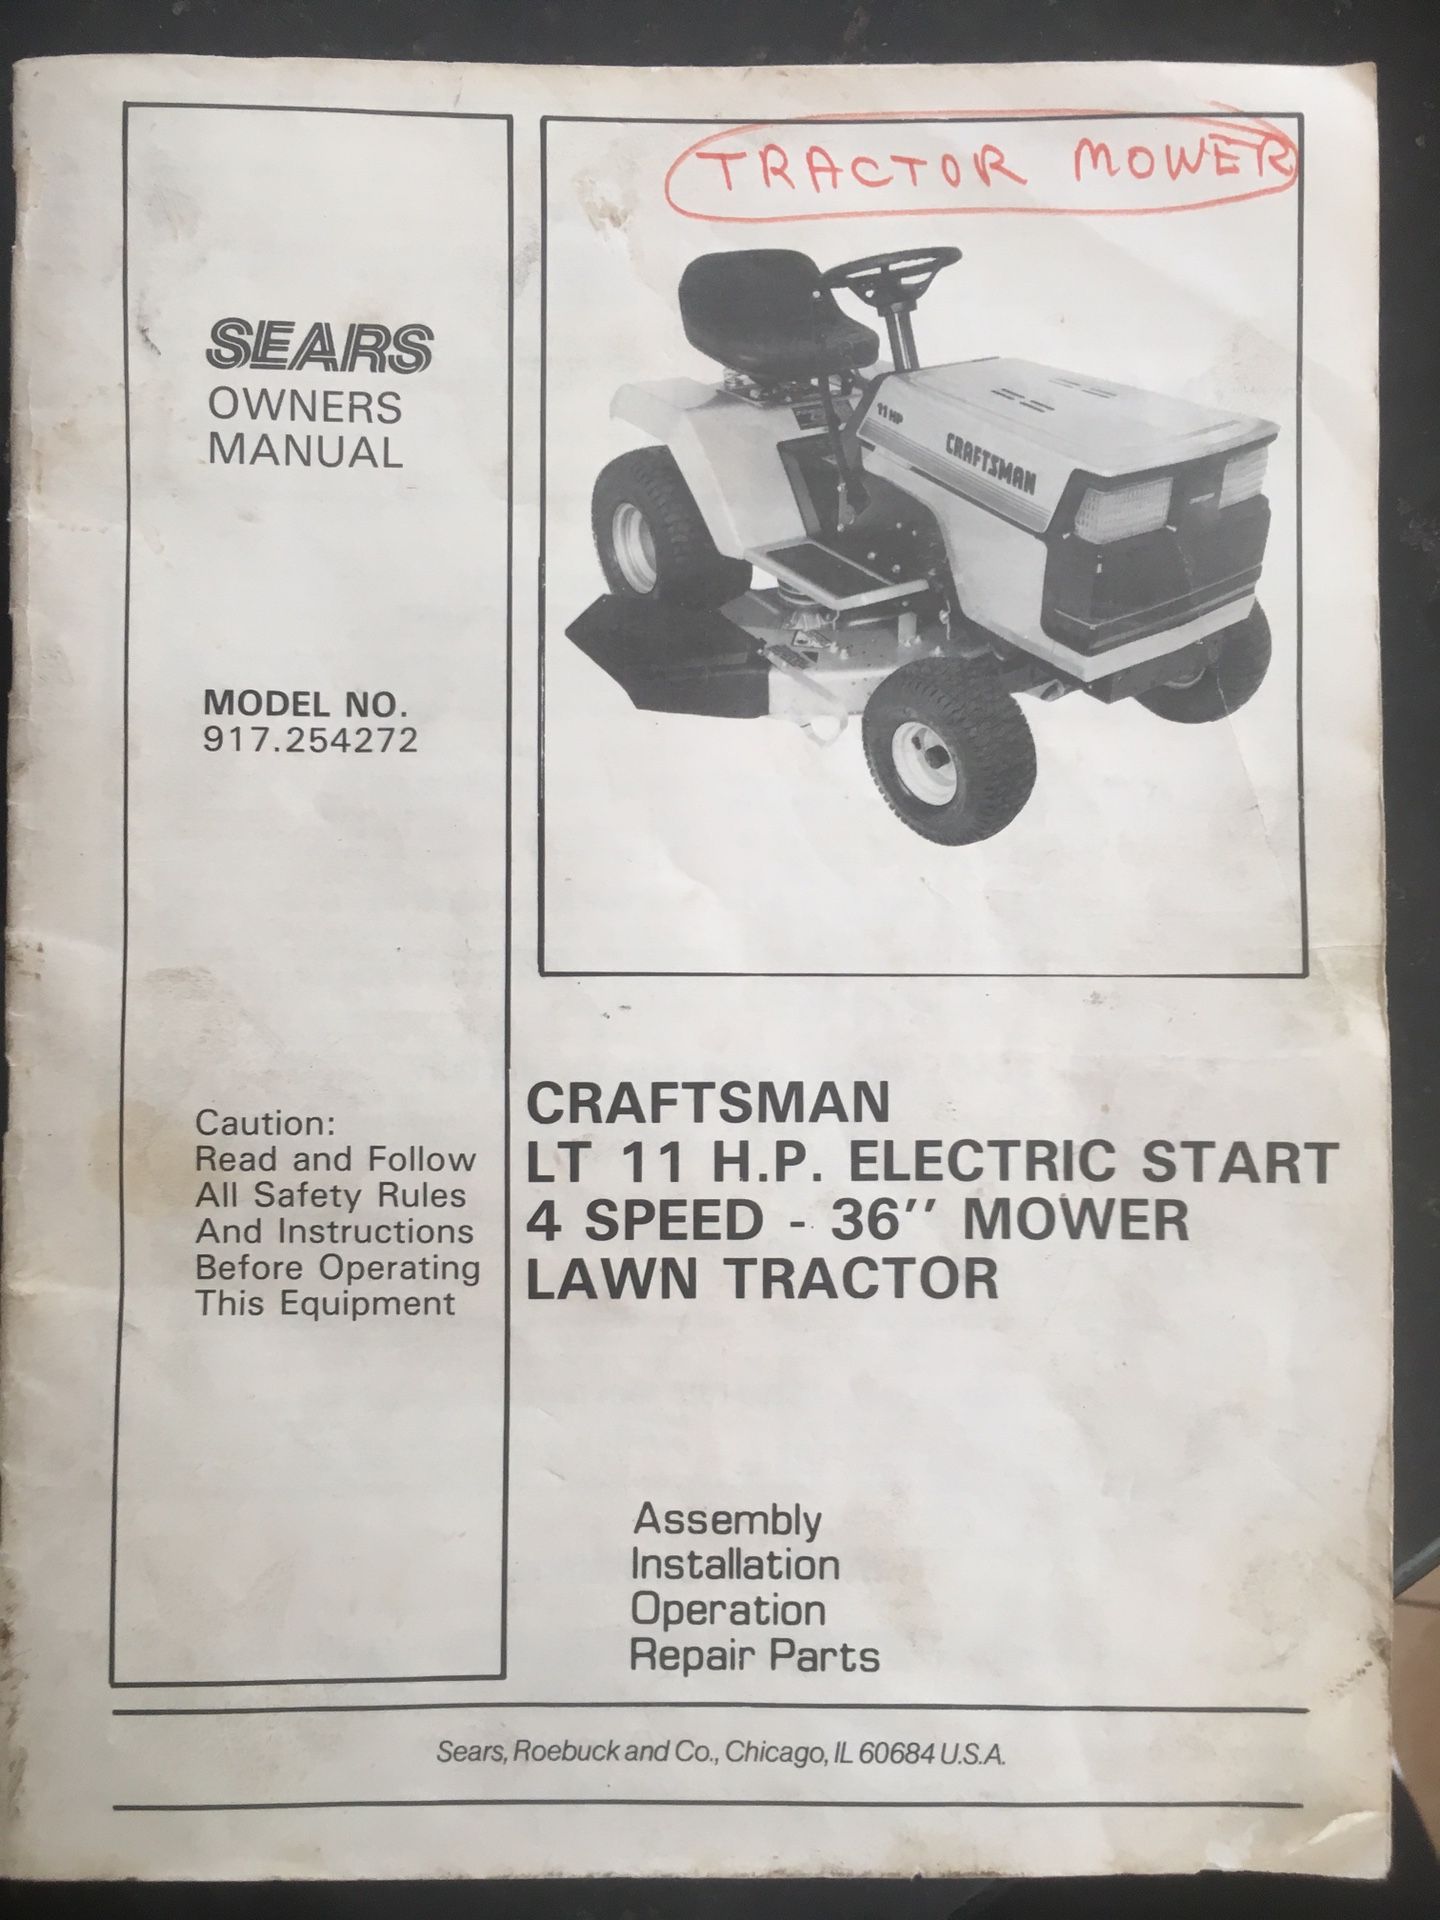 TRACTOR MOWER
SEARS
OWNERS
MANUAL
MODEL NO.
917.254272
Caution:
Read and Follow
All Safety Rules
And Instructions
Before Operating
This Equipment
11 HP
CRAFTSMAN
CRAFTSMAN
LT 11 H.P. ELECTRIC START
4 SPEED - 36'' MOWER
LAWN TRACTOR
Assembly
Installation
Operation
Repair Parts
Sears, Roebuck and Co., Chicago, IL 60684 U.S.A.